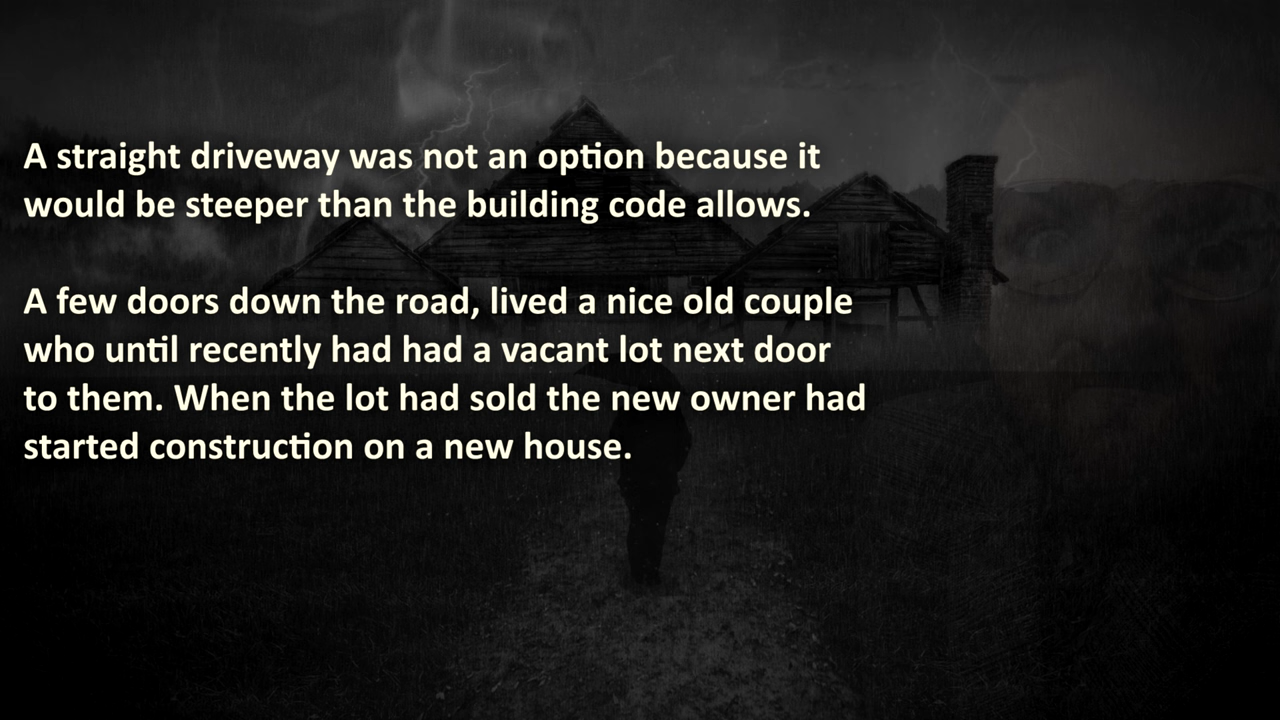 A straight driveway was not an option because it
would be steeper than the building code allows.
A few doors down the road, lived a nice old couple
who until recently had had a vacant lot next door
to them. When the lot had sold the new owner had
started construction on a new house.